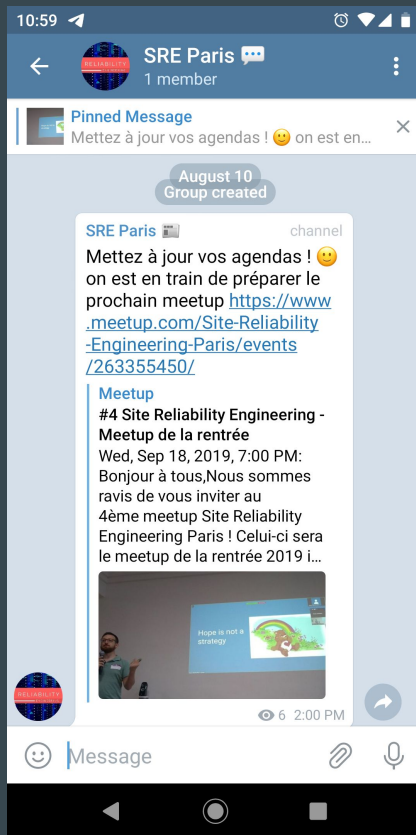 10:59
SRE Paris 💬
1 member
Pinned Message
Mettez à jour vos agendas ! 🙂 on est en...
August 10
Group created
SRE Paris 📰 channel
Mettez à jour vos agendas ! 🙂
on est en train de préparer le
prochain meetup https://www
.meetup.com/Site-Reliability
-Engineering-Paris/events
/263355450/
Meetup
#4 Site Reliability Engineering -
Meetup de la rentrée
Wed, Sep 18, 2019, 7:00 PM:
Bonjour à tous,Nous sommes
ravis de vous inviter au
4ème meetup Site Reliability
Engineering Paris ! Celui-ci sera
le meetup de la rentrée 2019 i...
Hope is not a
strategy
6 2:00 PM
RELIABILITY
RELIABILITY
Message